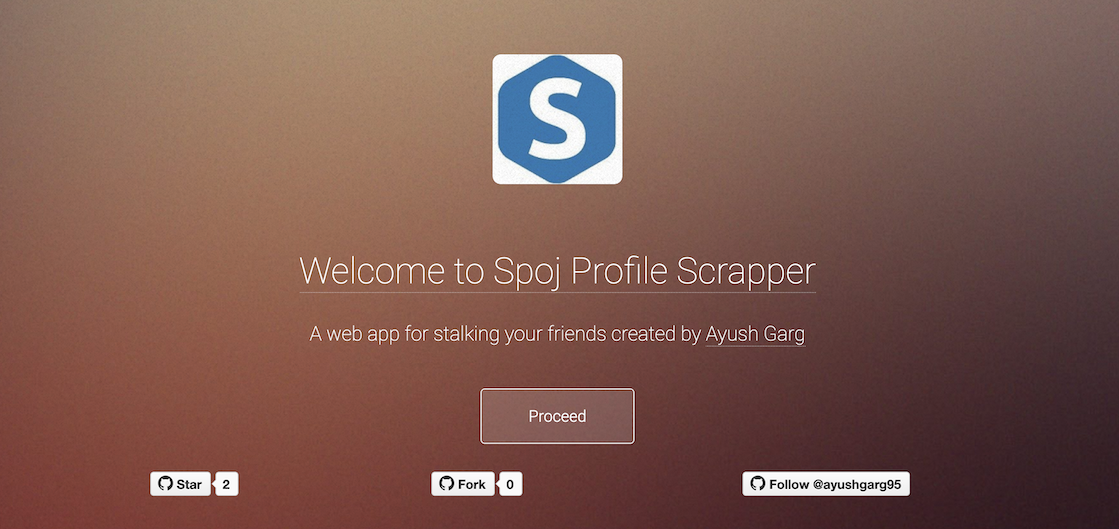 S
Welcome to Spoj Profile Scrapper
A web app for stalking your friends created by Ayush Garg
Proceed
Star 2 Fork 0 Follow @ayushgarg95